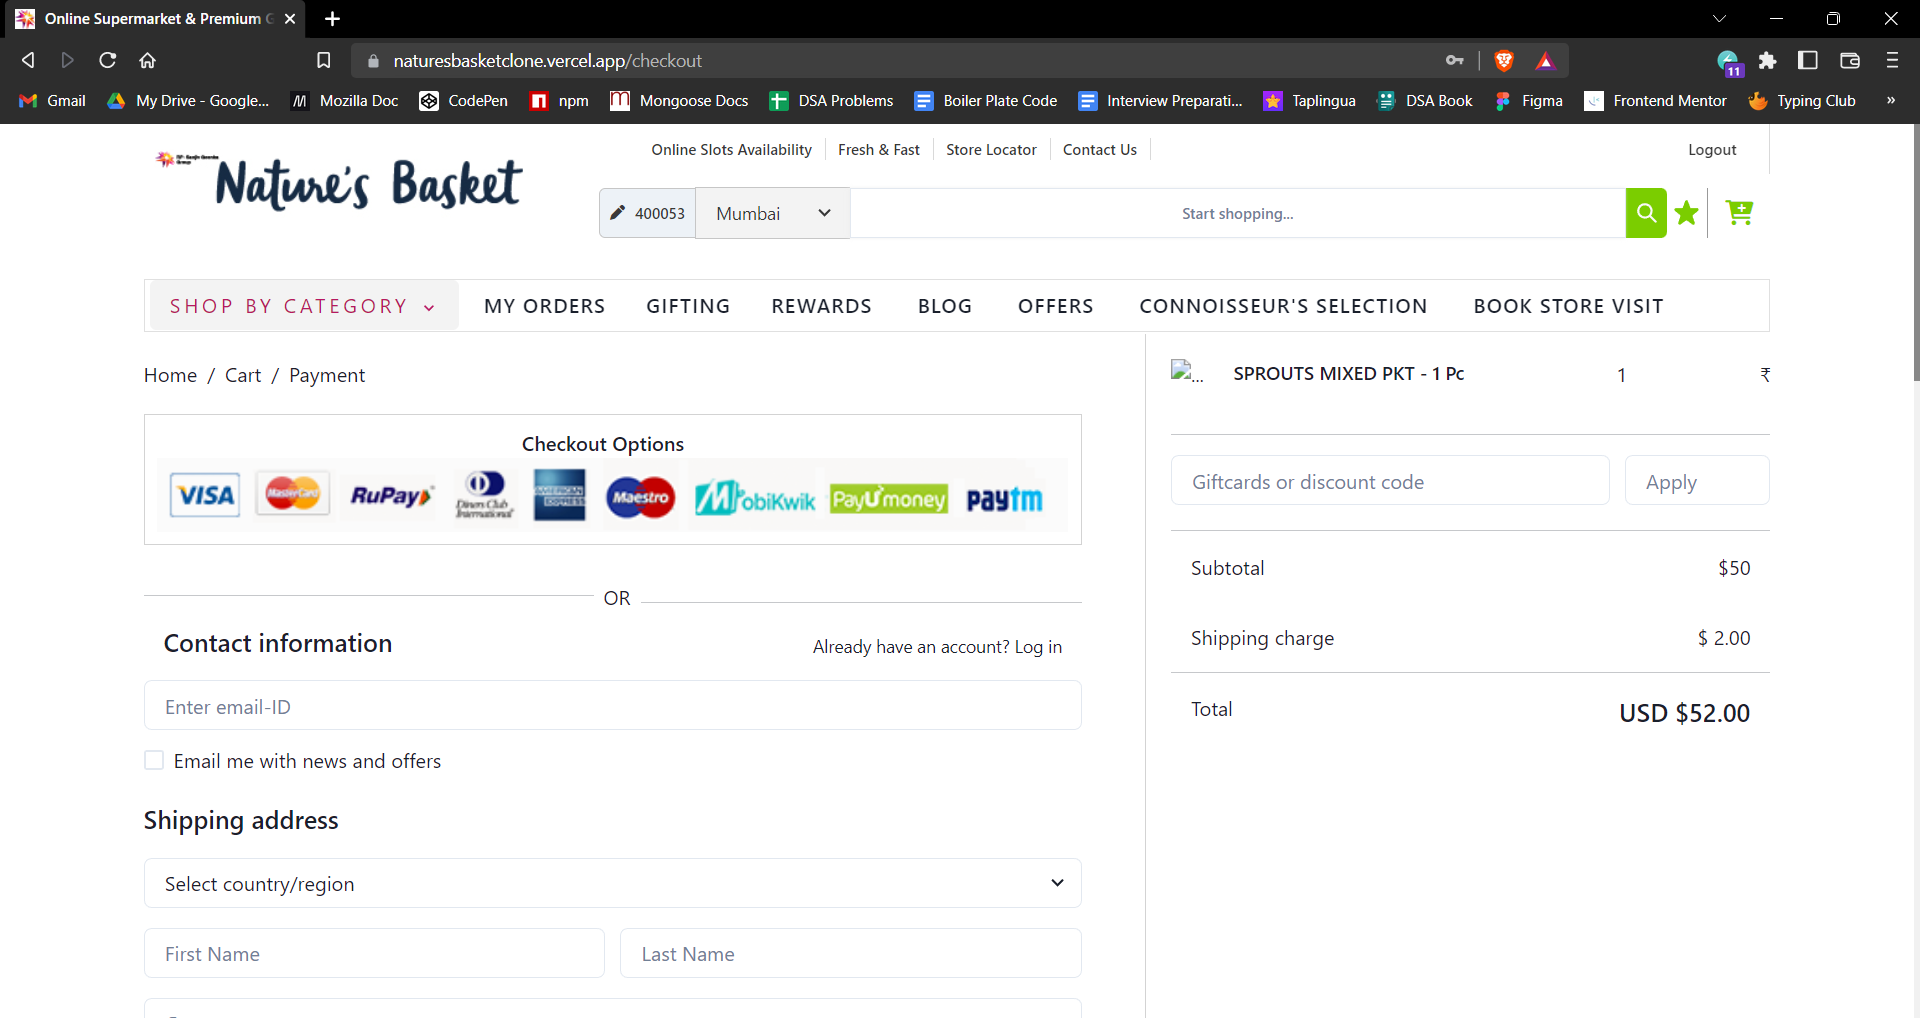 Online Supermarket & Premium G
naturesbasketclone.vercel.app/checkout
11
Gmail
My Drive - Google...
Mozilla Doc
CodePen
npm
Mongoose Docs
DSA Problems
Boiler Plate Code
Interview Preparati...
Taplingua
DSA Book
Figma
Frontend Mentor
Typing Club
»
Online Slots Availability
Fresh & Fast
Store Locator
Contact Us
Logout
Nature's Basket
400053
Mumbai
Start shopping...
SHOP BY CATEGORY
MY ORDERS
GIFTING
REWARDS
BLOG
OFFERS
CONNOISSEUR'S SELECTION
BOOK STORE VISIT
Home / Cart / Payment
Checkout Options
VISA
MasterCard
RuPay
Diners Club International
AMERICAN EXPRESS
Maestro
MobiKwik
PayUmoney
paytm
OR
Contact information
Already have an account? Log in
Enter email-ID
Email me with news and offers
Shipping address
Select country/region
First Name
Last Name
...
SPROUTS MIXED PKT - 1 Pc
1
₹
Giftcards or discount code
Apply
Subtotal
$50
Shipping charge
$ 2.00
Total
USD $52.00